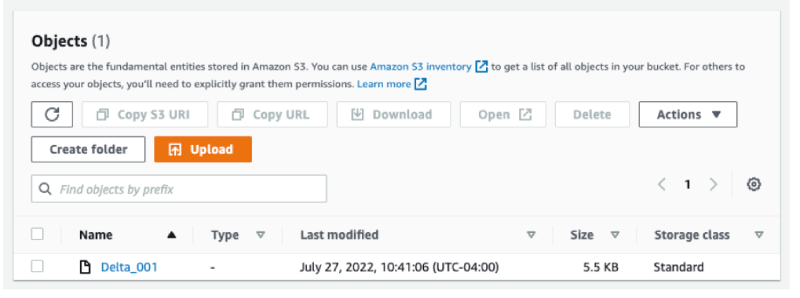 Objects (1)
Objects are the fundamental entities stored in Amazon S3. You can use Amazon S3 inventory to get a list of all objects in your bucket. For others to
access your objects, you'll need to explicitly grant them permissions. Learn more
Copy S3 URI Copy URL Download Open Delete Actions
Create folder Upload
Find objects by prefix 1
Name Type Last modified Size Storage class
Delta_001 - July 27, 2022, 10:41:06 (UTC-04:00) 5.5 KB Standard